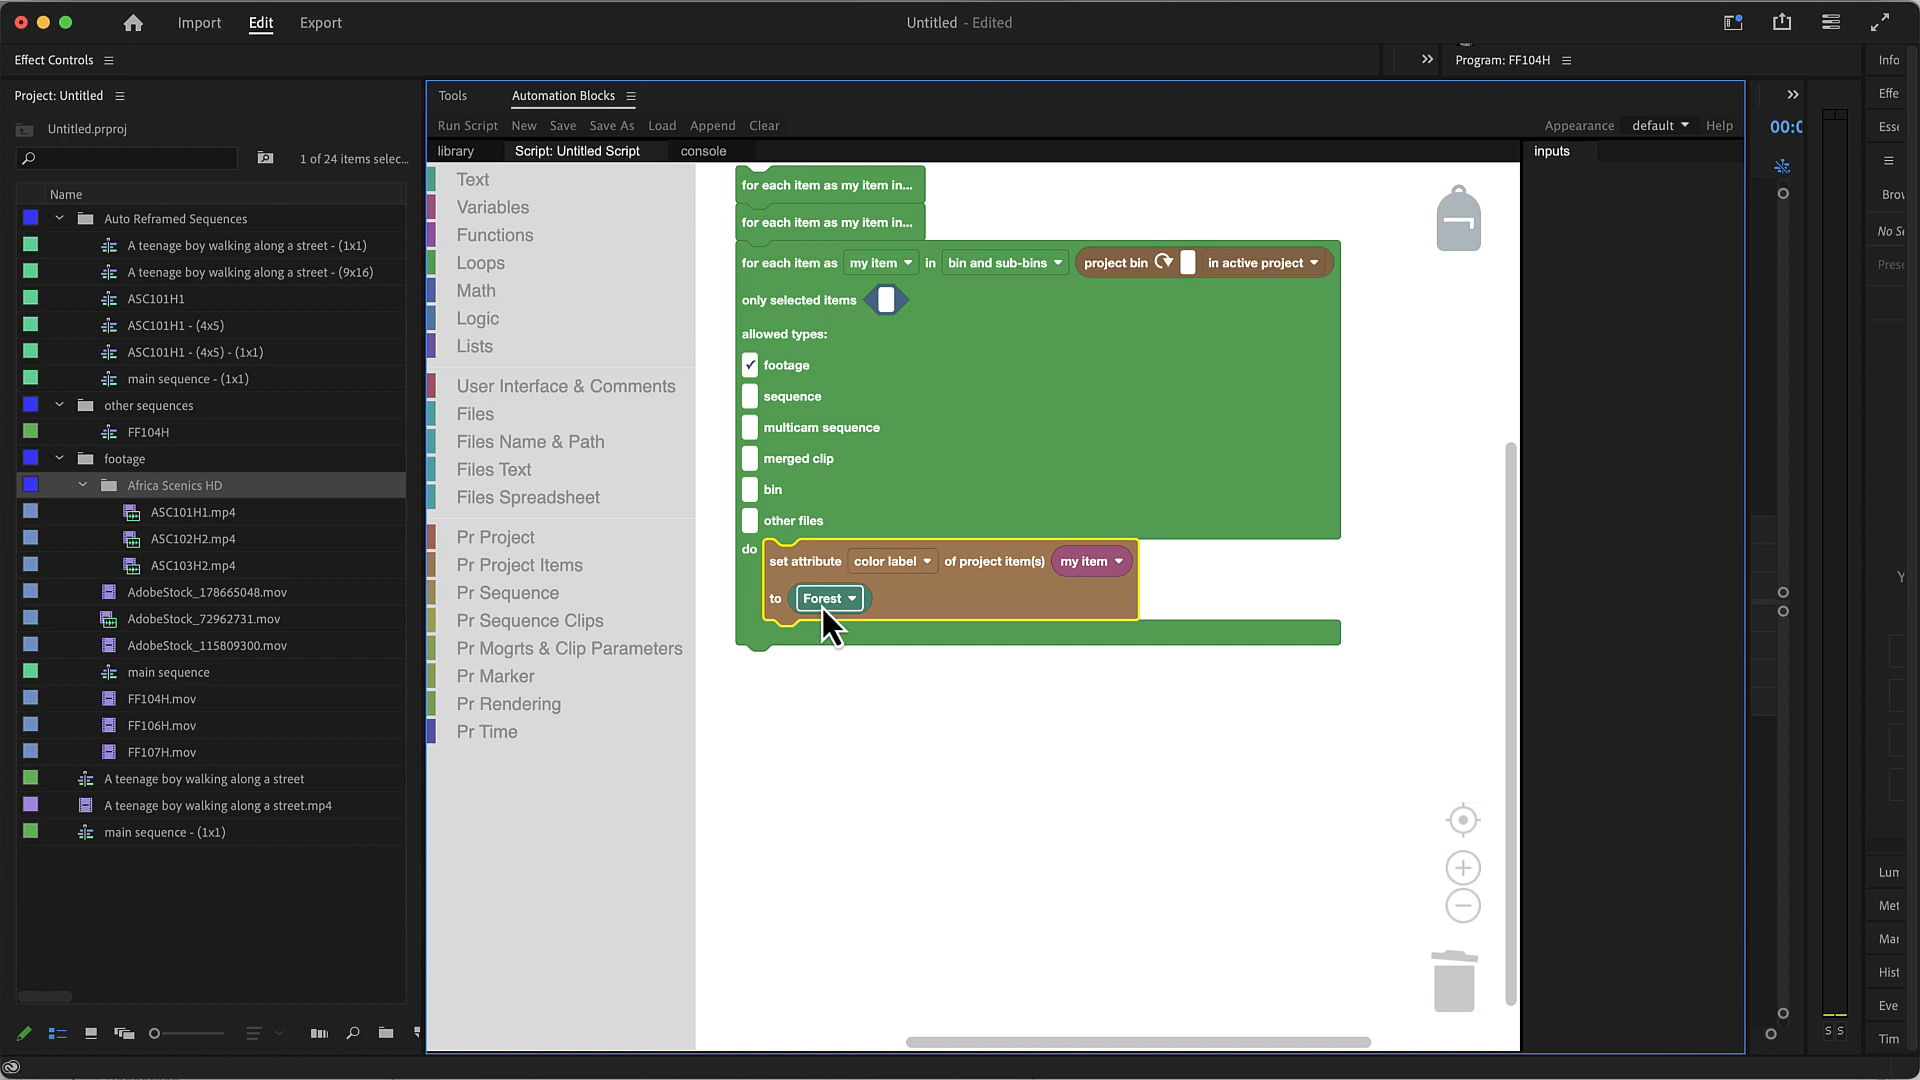 Import
Edit
Export
Untitled - Edited
Effect Controls
Program: FF104H
Info
Project: Untitled
Untitled.prproj
1 of 24 items selec...
Name
Auto Reframed Sequences
A teenage boy walking along a street - (1x1)
A teenage boy walking along a street - (9x16)
ASC101H1
ASC101H1 - (4x5)
ASC101H1 - (4x5) - (1x1)
main sequence - (1x1)
other sequences
FF104H
footage
Africa Scenics HD
ASC101H1.mp4
ASC102H2.mp4
ASC103H2.mp4
AdobeStock_178665048.mov
AdobeStock_72962731.mov
AdobeStock_115809300.mov
main sequence
FF104H.mov
FF106H.mov
FF107H.mov
A teenage boy walking along a street
A teenage boy walking along a street.mp4
main sequence - (1x1)
Tools
Automation Blocks
Run Script
New
Save
Save As
Load
Append
Clear
Appearance
default
Help
library
Script: Untitled Script
console
inputs
Text
Variables
Functions
Loops
Math
Logic
Lists
User Interface & Comments
Files
Files Name & Path
Files Text
Files Spreadsheet
Pr Project
Pr Project Items
Pr Sequence
Pr Sequence Clips
Pr Mogrts & Clip Parameters
Pr Marker
Pr Rendering
Pr Time
for each item as my item in...
for each item as my item in...
for each item as my item in bin and sub-bins project bin in active project
only selected items
allowed types:
footage
sequence
multicam sequence
merged clip
bin
other files
do
set attribute color label of project item(s) my item
to Forest
00:0
Effe
Esse
Brov
No Se
Prese
Y
Lum
Met
Mar
Hist
Eve
Tim
S S